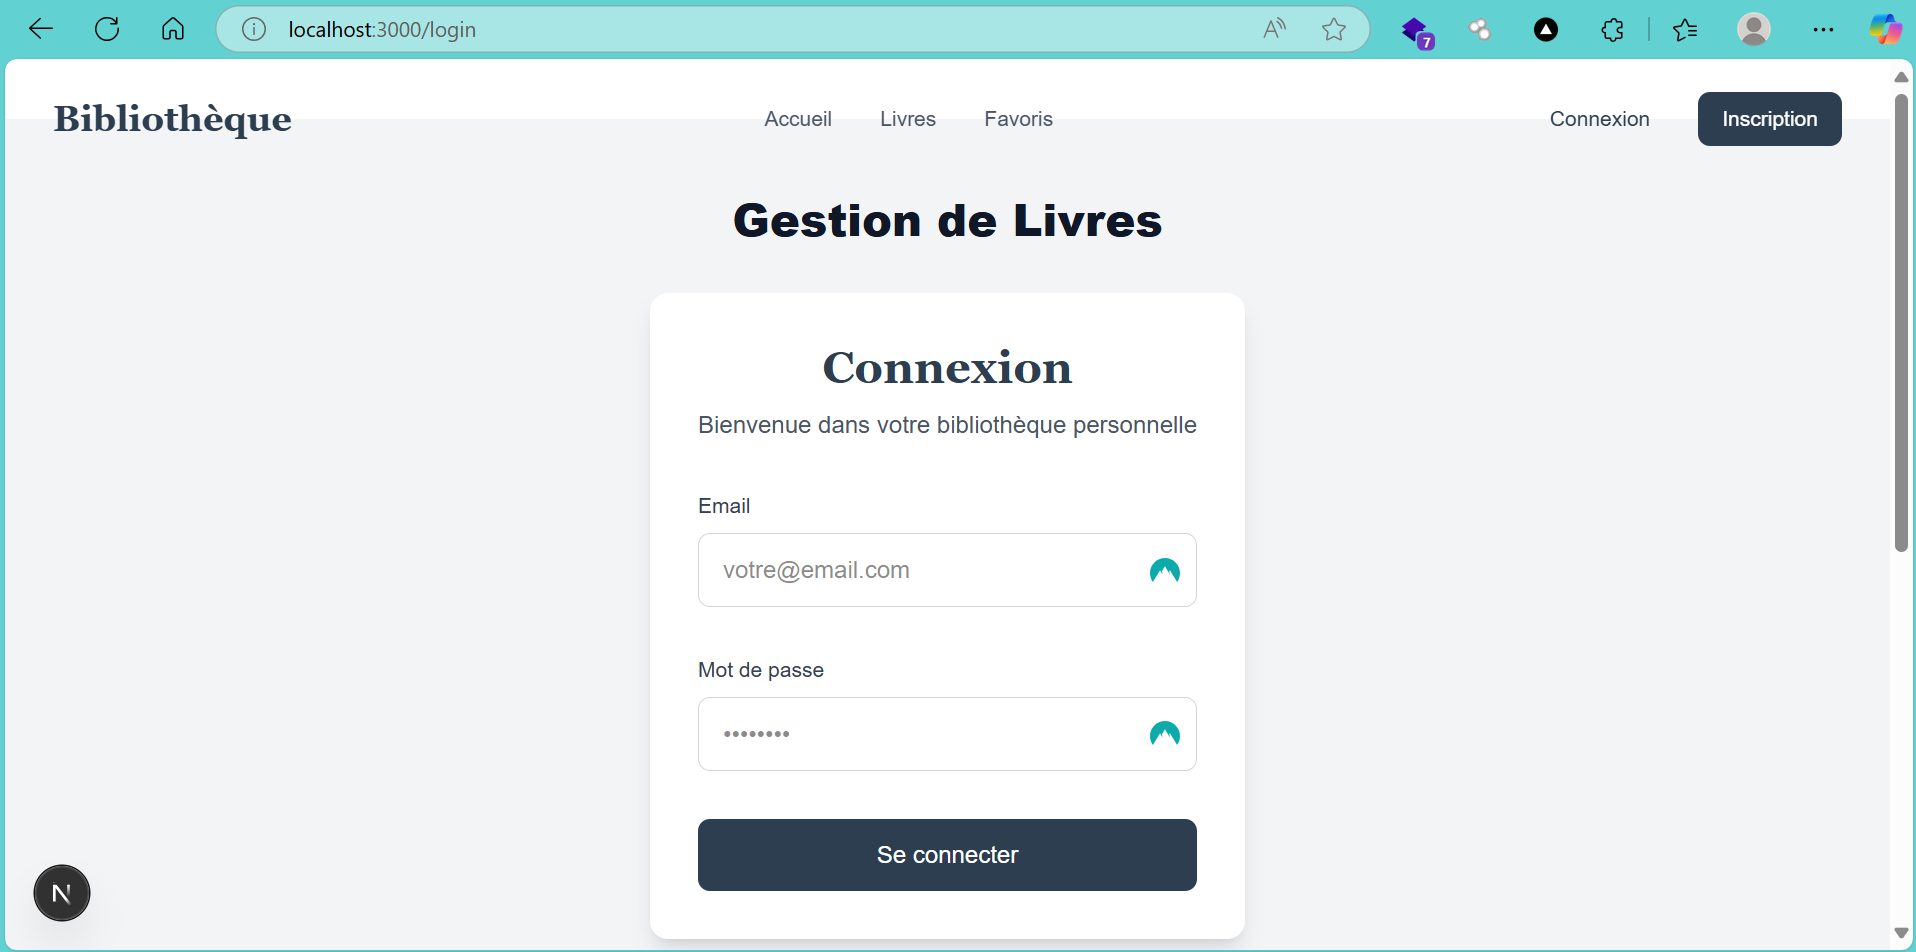 localhost:3000/login
7
Bibliothèque
Accueil Livres Favoris
Connexion Inscription
Gestion de Livres
Connexion
Bienvenue dans votre bibliothèque personnelle
Email
votre@email.com
Mot de passe
••••••••
Se connecter
N